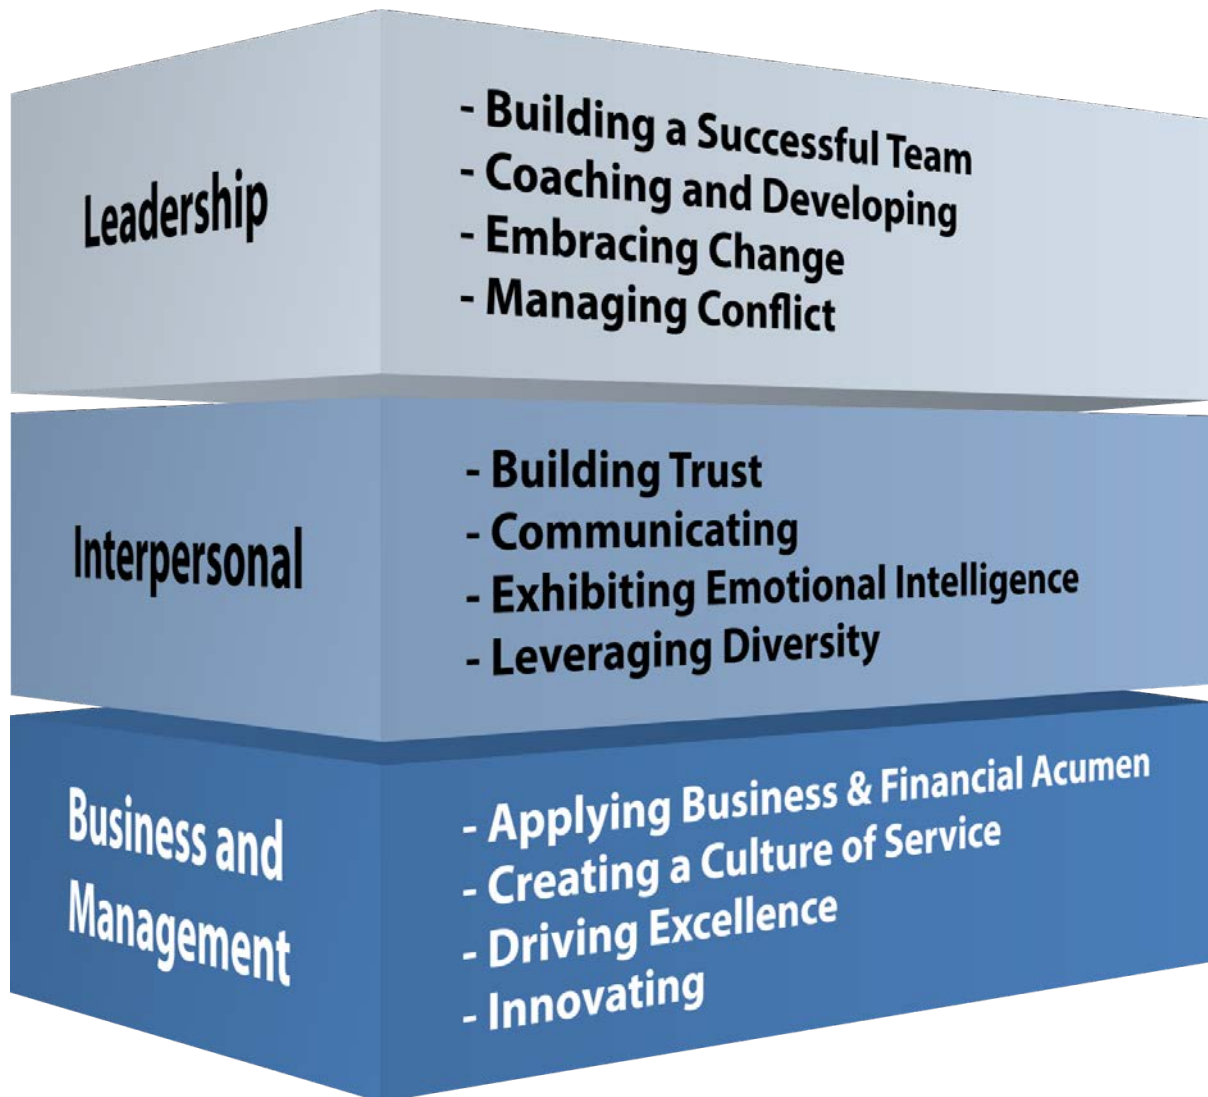 Leadership
- Building a Successful Team
- Coaching and Developing
- Embracing Change
- Managing Conflict
Interpersonal
- Building Trust
- Communicating
- Exhibiting Emotional Intelligence
- Leveraging Diversity
Business and
Management
- Applying Business & Financial Acumen
- Creating a Culture of Service
- Driving Excellence
- Innovating